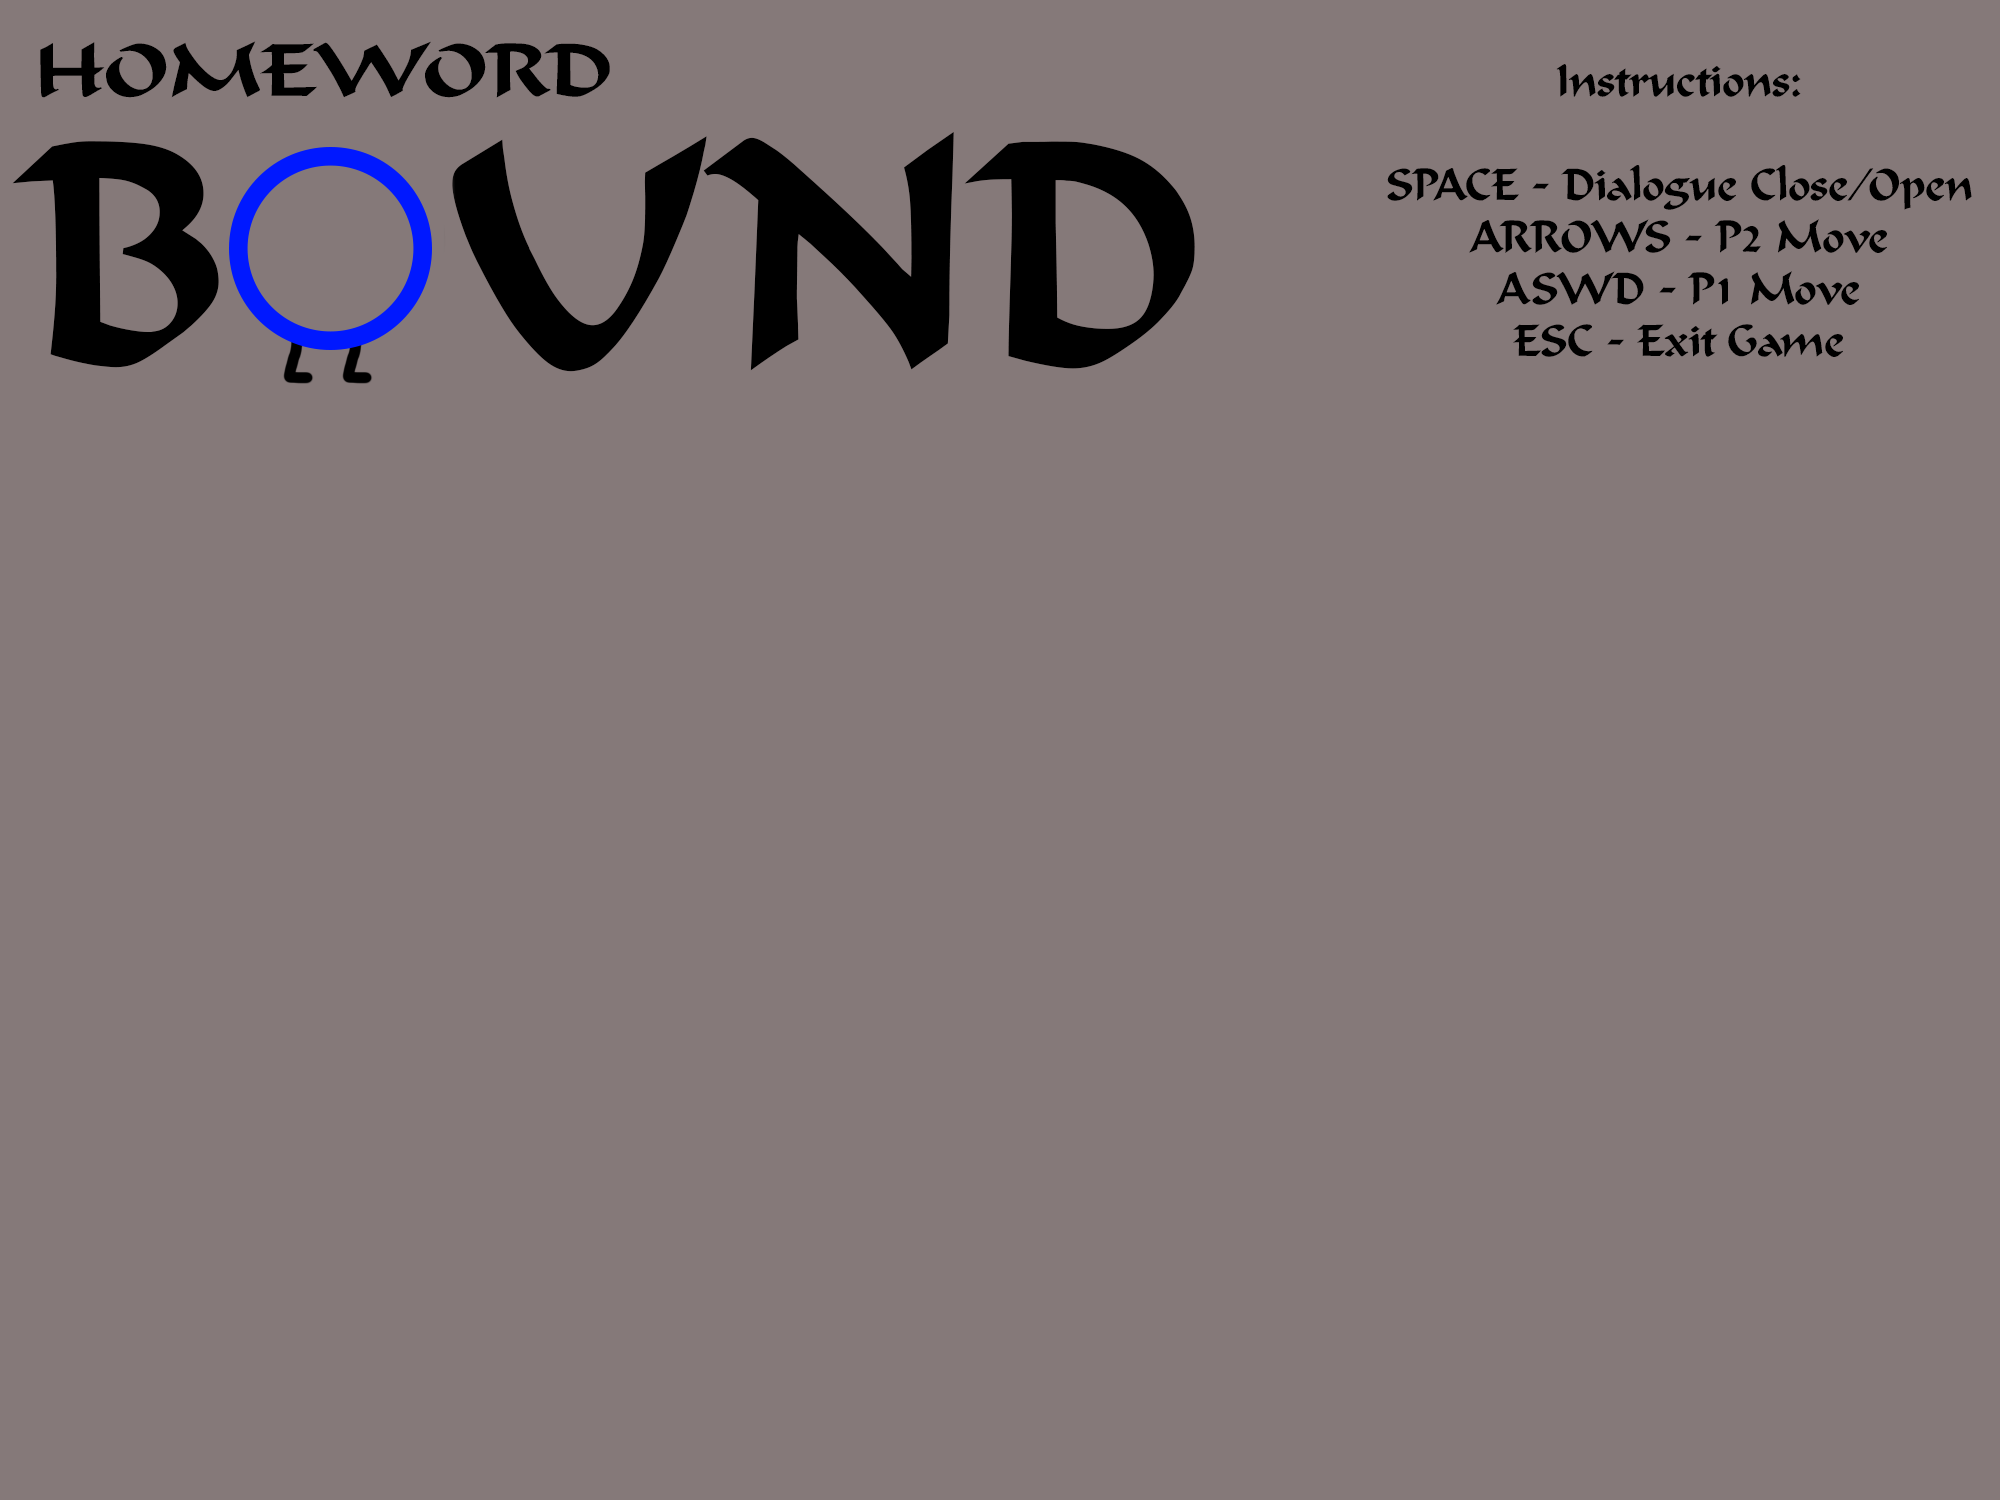 HOMEWORD
BOUND
Instructions:
SPACE - Dialogue Close/Open
ARROWS - P2 Move
ASWD - P1 Move
ESC - Exit Game